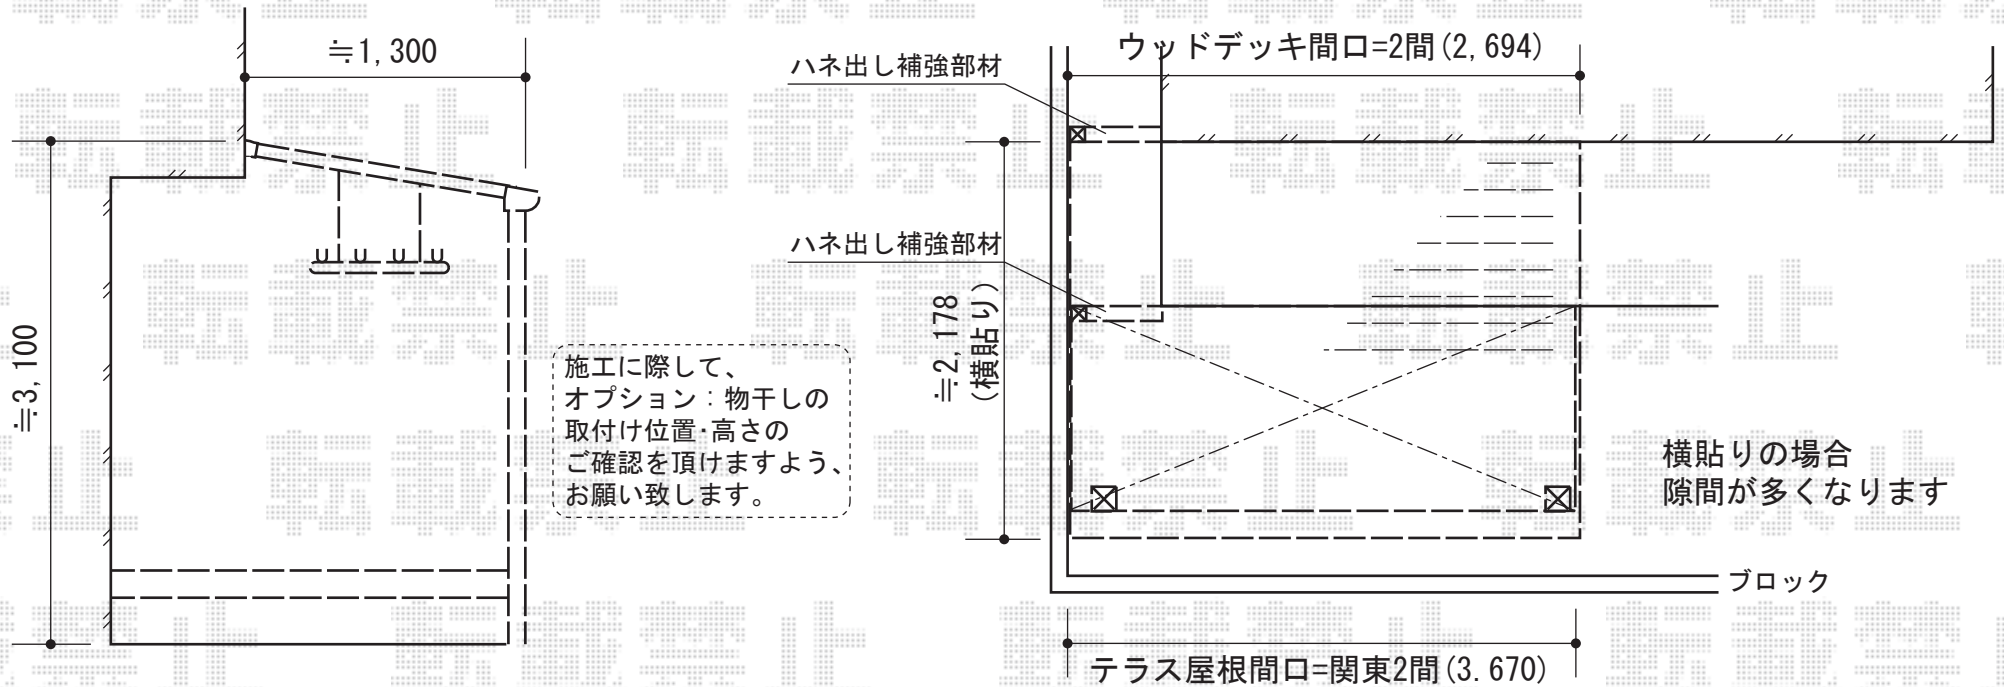 ≒1,300
≒3,100
施工に際して、
オプション：物干しの
取付け位置・高さの
ご確認を頂けますよう、
お願い致します。
ウッドデッキ間口=2間(2,694)
ハネ出し補強部材
ハネ出し補強部材
≒2,178
(横貼り)
横貼りの場合
隙間が多くなります
ブロック
テラス屋根間口=関東2間(3.670)
転載禁止